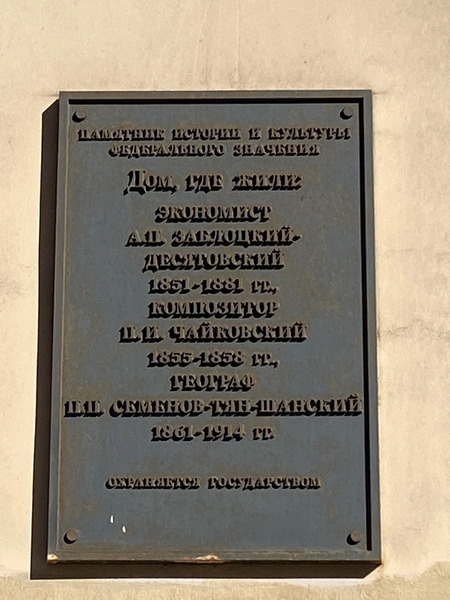 ПАМЯТНИК ИСТОРИИ И КУЛЬТУРЫ
ФЕДЕРАЛЬНОГО ЗНАЧЕНИЯ
Дом, где жили:
ЭКОНОМИСТ
А.П. ЗАБЛОЦКИЙ-
ДЕСЯТОВСКИЙ
1851-1881 гг.,
КОМПОЗИТОР
П.И. ЧАЙКОВСКИЙ
1855-1858 гг.,
ГЕОГРАФ
П.П. СЕМЕНОВ-ТЯН-ШАНСКИЙ
1861-1914 гг.
ОХРАНЯЕТСЯ ГОСУДАРСТВОМ